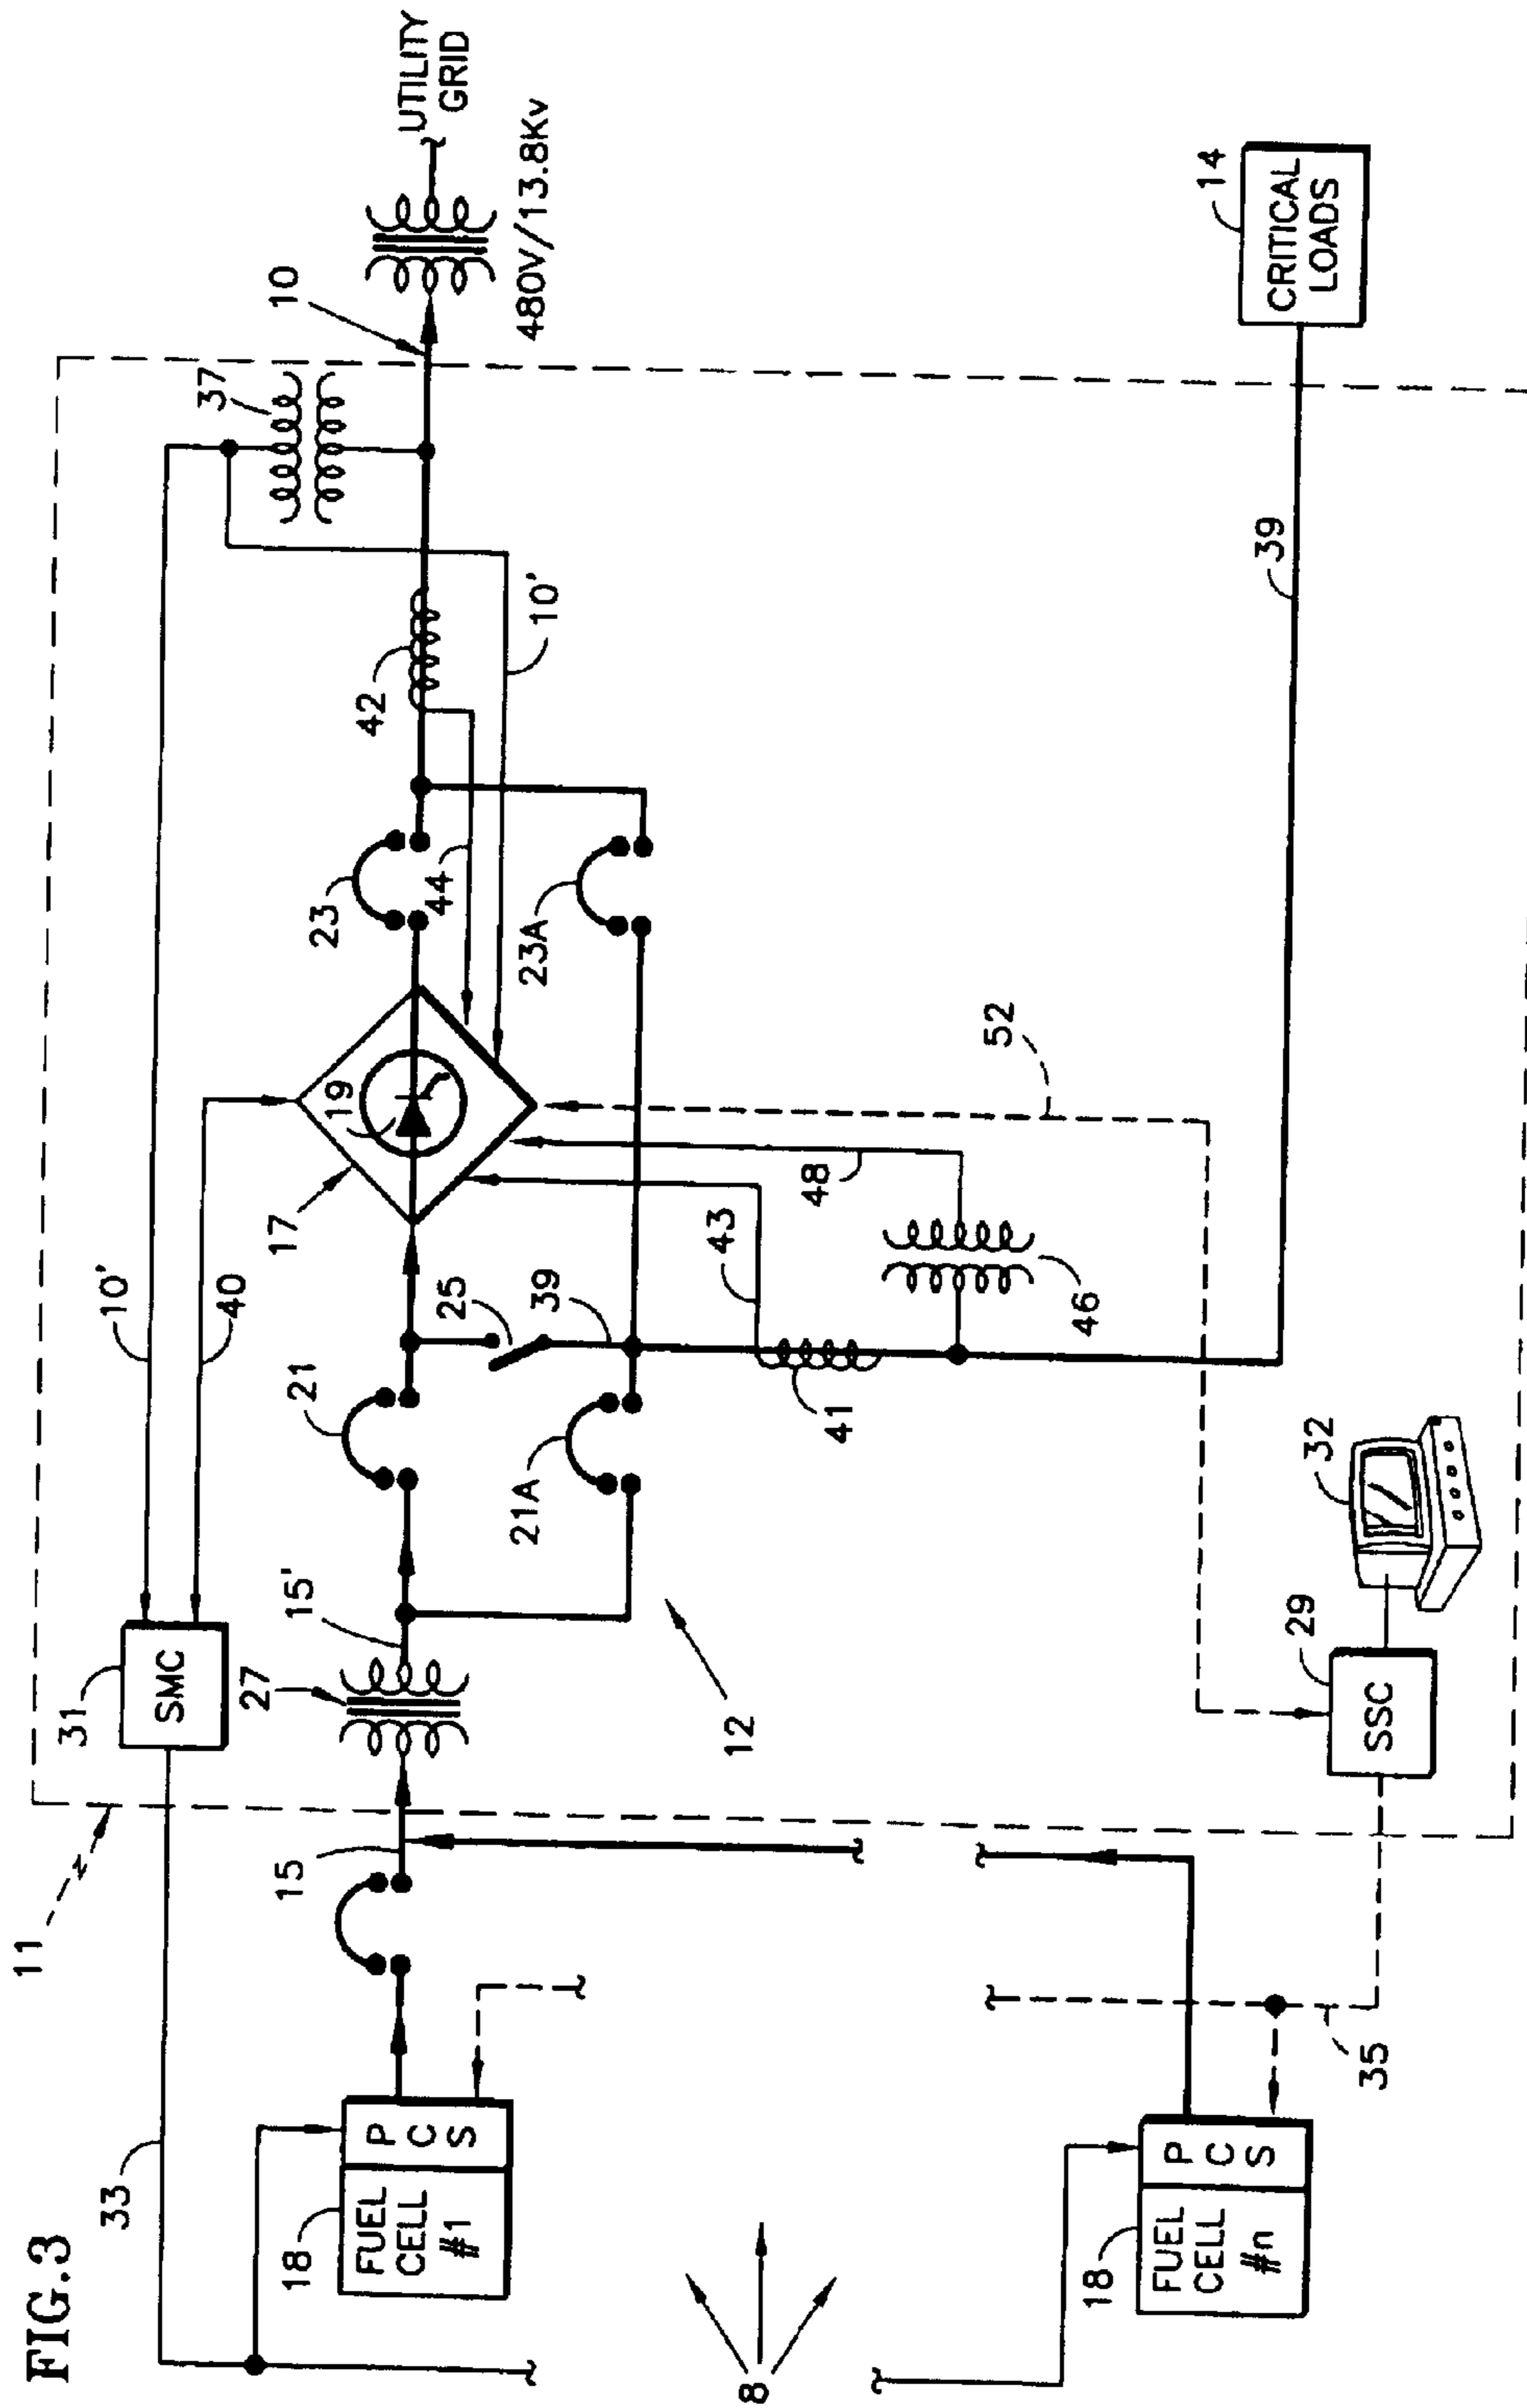 FIG.3
11
33
31
SMC
10'
40
37
10
UTILITY
GRID
480V/13.8Kv
18
FUEL
CELL
#1
P
C
S
15
27
15'
21
17
19
23
42
44
10'
21A
25
39
23A
12
43
41
48
46
52
8
39
14
CRITICAL
LOADS
18
FUEL
CELL
#n
P
C
S
35
29
SSC
32